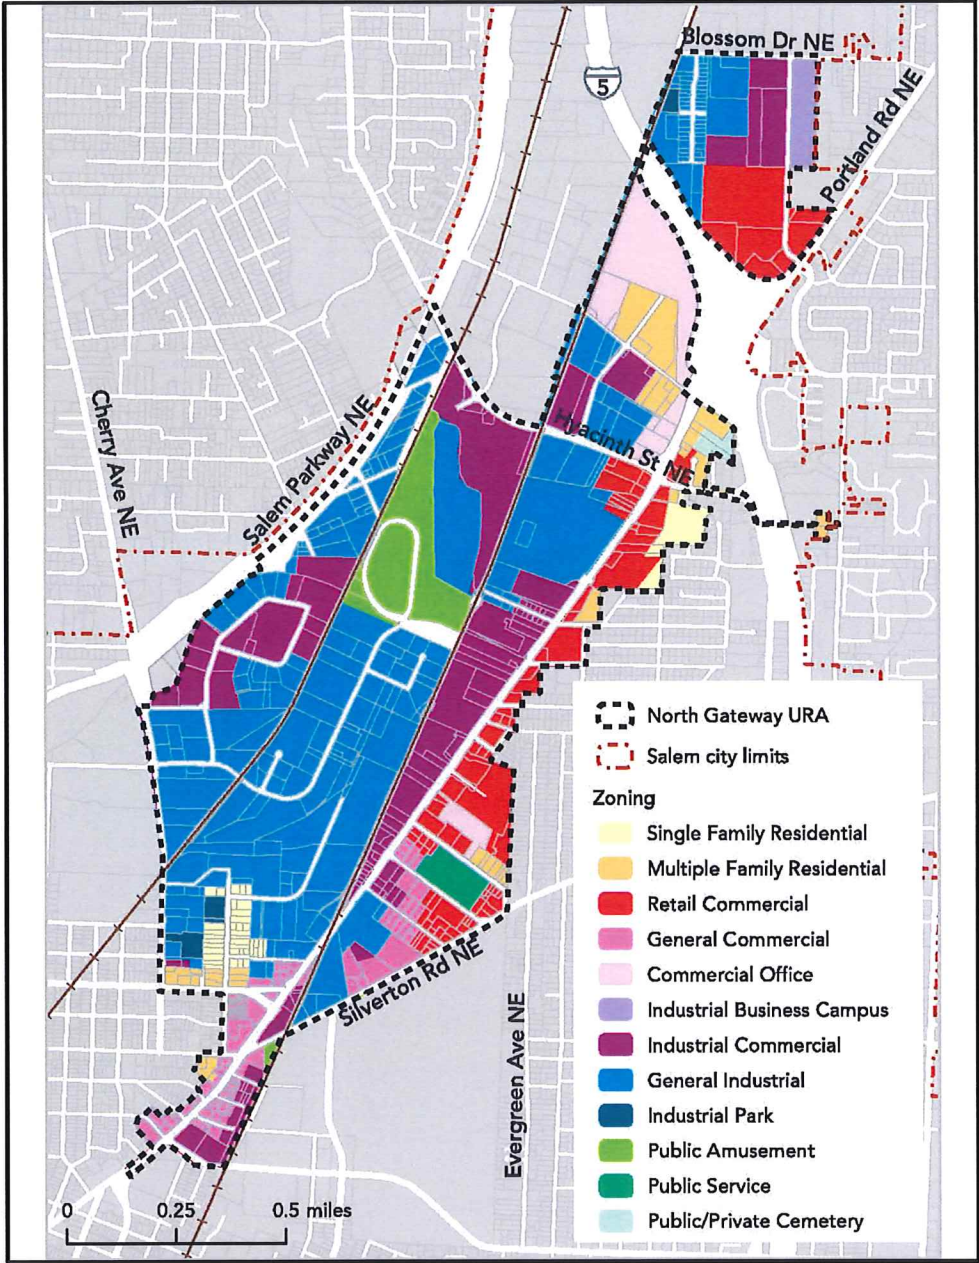 Blossom Dr NE
5
Portland Rd NE
Cherry Ave NE
Salem Parkway NE
Hyacinth St NE
North Gateway URA
Salem city limits
Zoning
Single Family Residential
Multiple Family Residential
Retail Commercial
General Commercial
Commercial Office
Industrial Business Campus
Industrial Commercial
General Industrial
Industrial Park
Public Amusement
Public Service
Public/Private Cemetery
Silverton Rd NE
Evergreen Ave NE
0 0.25 0.5 miles